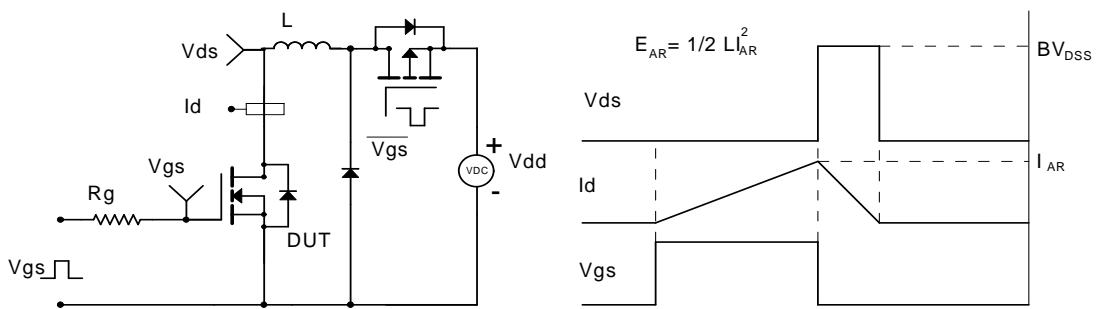 L
Vds
Id
Vgs
Vgs
Rg
DUT
Vgs
VDC
+
-
Vdd
E_AR = 1/2 LI²_AR
BV_DSS
Vds
I_AR
Id
Vgs